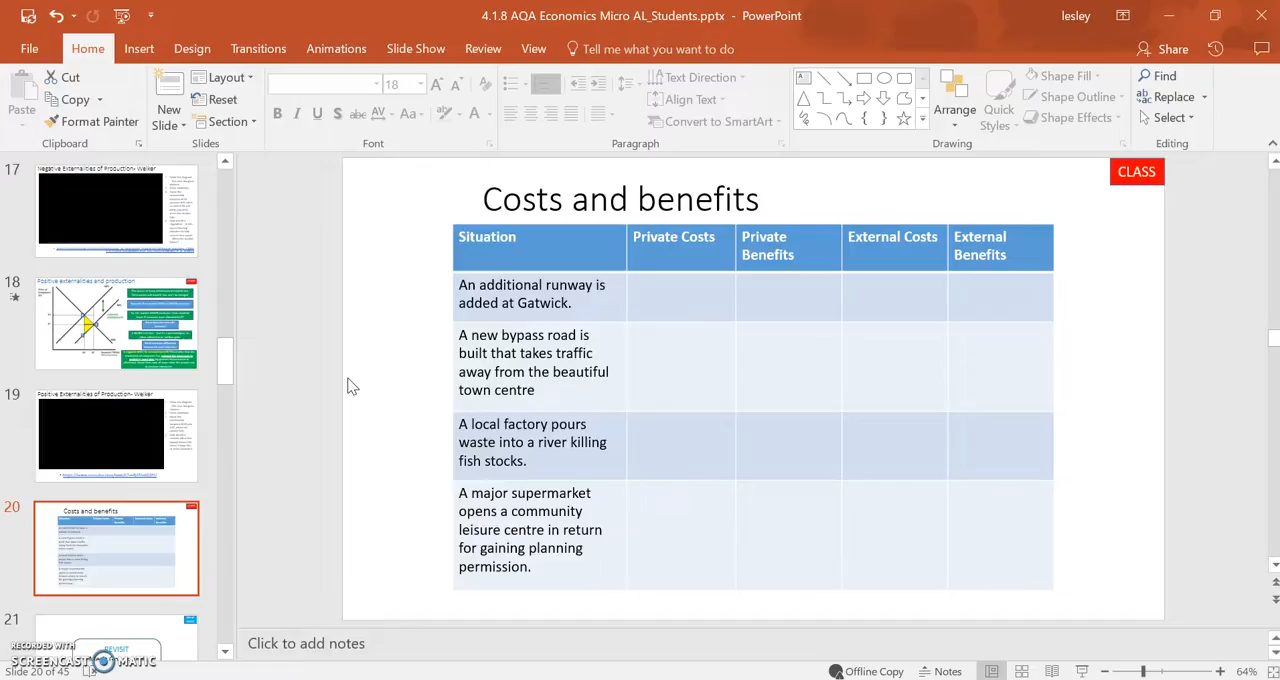 4.1.8 AQA Economics Micro AL_Students.pptx - PowerPoint
lesley
File Home Insert Design Transitions Animations Slide Show Review View Tell me what you want to do
Share
Paste
Cut
Copy
Format Painter
Clipboard
New
Slide
Layout
Reset
Section
Slides
18
B I U S abc AV Aa A
Font
Text Direction
Align Text
Convert to SmartArt
Paragraph
Arrange
Quick
Styles
Shape Fill
Shape Outline
Shape Effects
Drawing
Find
Replace
Select
Editing
17
Negative Externalities of Production- Welker
18
Positive externalities and production
19
Positive Externalities of Production- Welker
20
Costs and benefits
21
REVISIT
CLASS
Costs and benefits
Situation Private Costs Private Benefits External Costs External Benefits
An additional runway is
added at Gatwick.
A new bypass road is
built that takes traffic
away from the beautiful
town centre
A local factory pours
waste into a river killing
fish stocks.
A major supermarket
opens a community
leisure centre in return
for gaining planning
permission.
Click to add notes
RECORDED WITH
SCREENCAST-O-MATIC
Slide 20 of 45
Offline Copy
Notes
64%